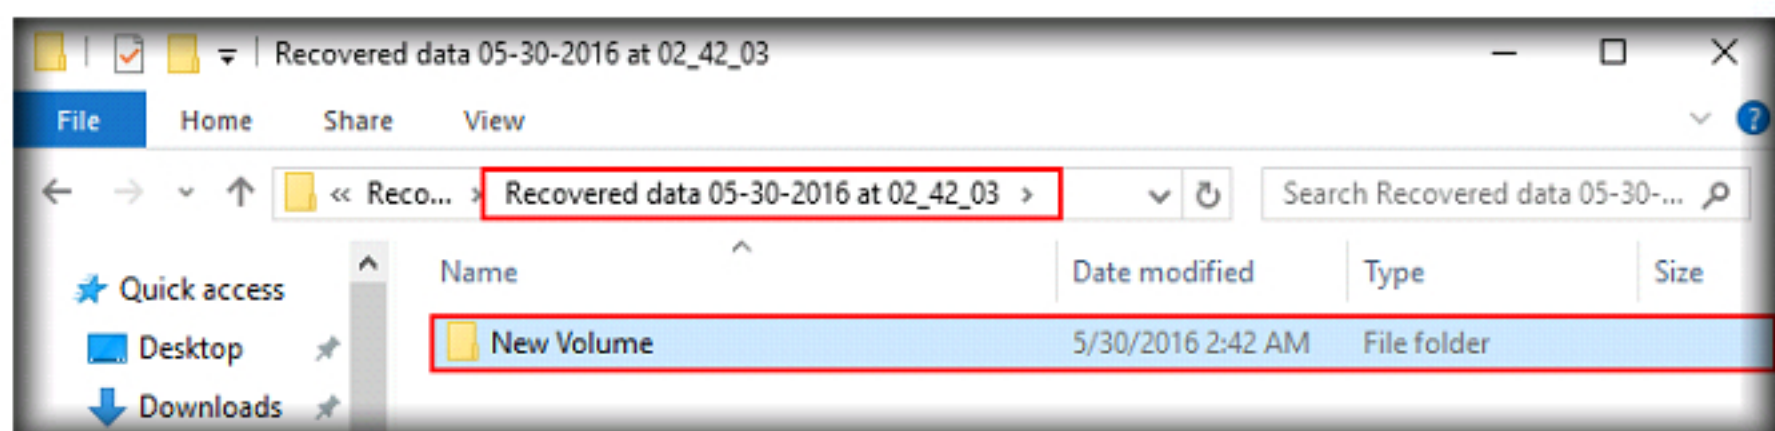 Recovered data 05-30-2016 at 02_42_03
File Home Share View ?
« Reco... > Recovered data 05-30-2016 at 02_42_03 > Search Recovered data 05-30-...
Name Date modified Type Size
Quick access
New Volume 5/30/2016 2:42 AM File folder
Desktop
Downloads